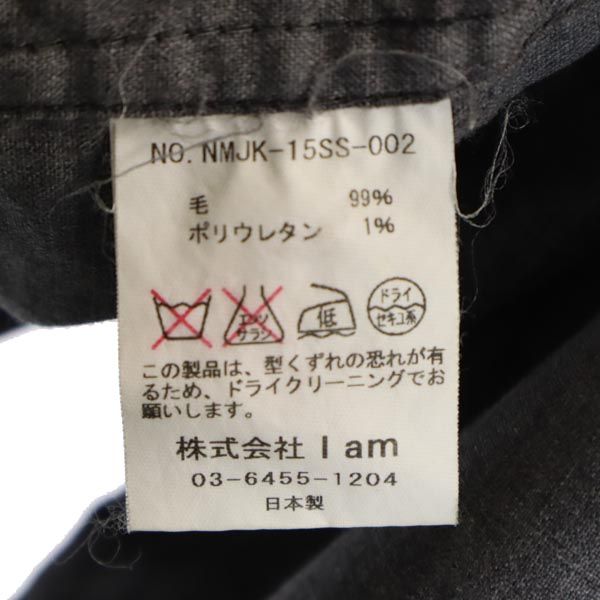 NO. NMJK-15SS-002
毛 99%
ポリウレタン 1%
エンソ
サラシ
低
ドライ
セキユ系
この製品は、型くずれの恐れが有
るため、ドライクリーニングでお
願いします。
株式会社 I am
03-6455-1204
日本製